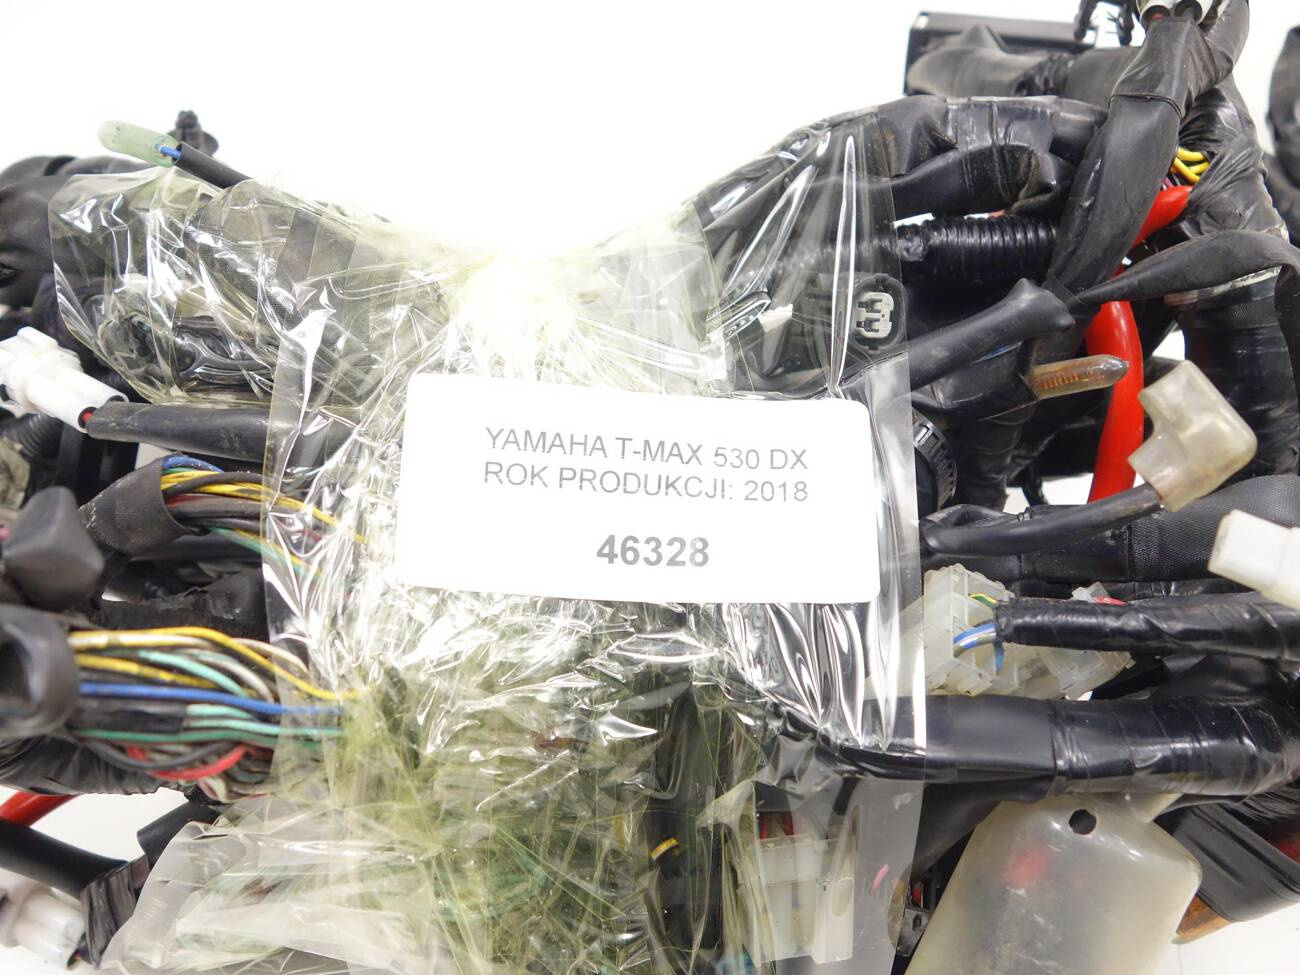 YAMAHA T-MAX 530 DX
ROK PRODUKCJI: 2018
46328